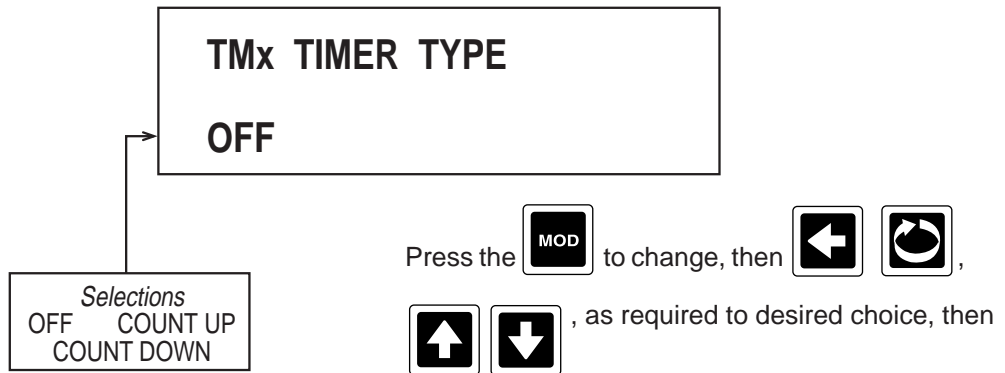 TMx TIMER TYPE
OFF
Press the MOD to change, then ,
, as required to desired choice, then
Selections
OFF COUNT UP
COUNT DOWN